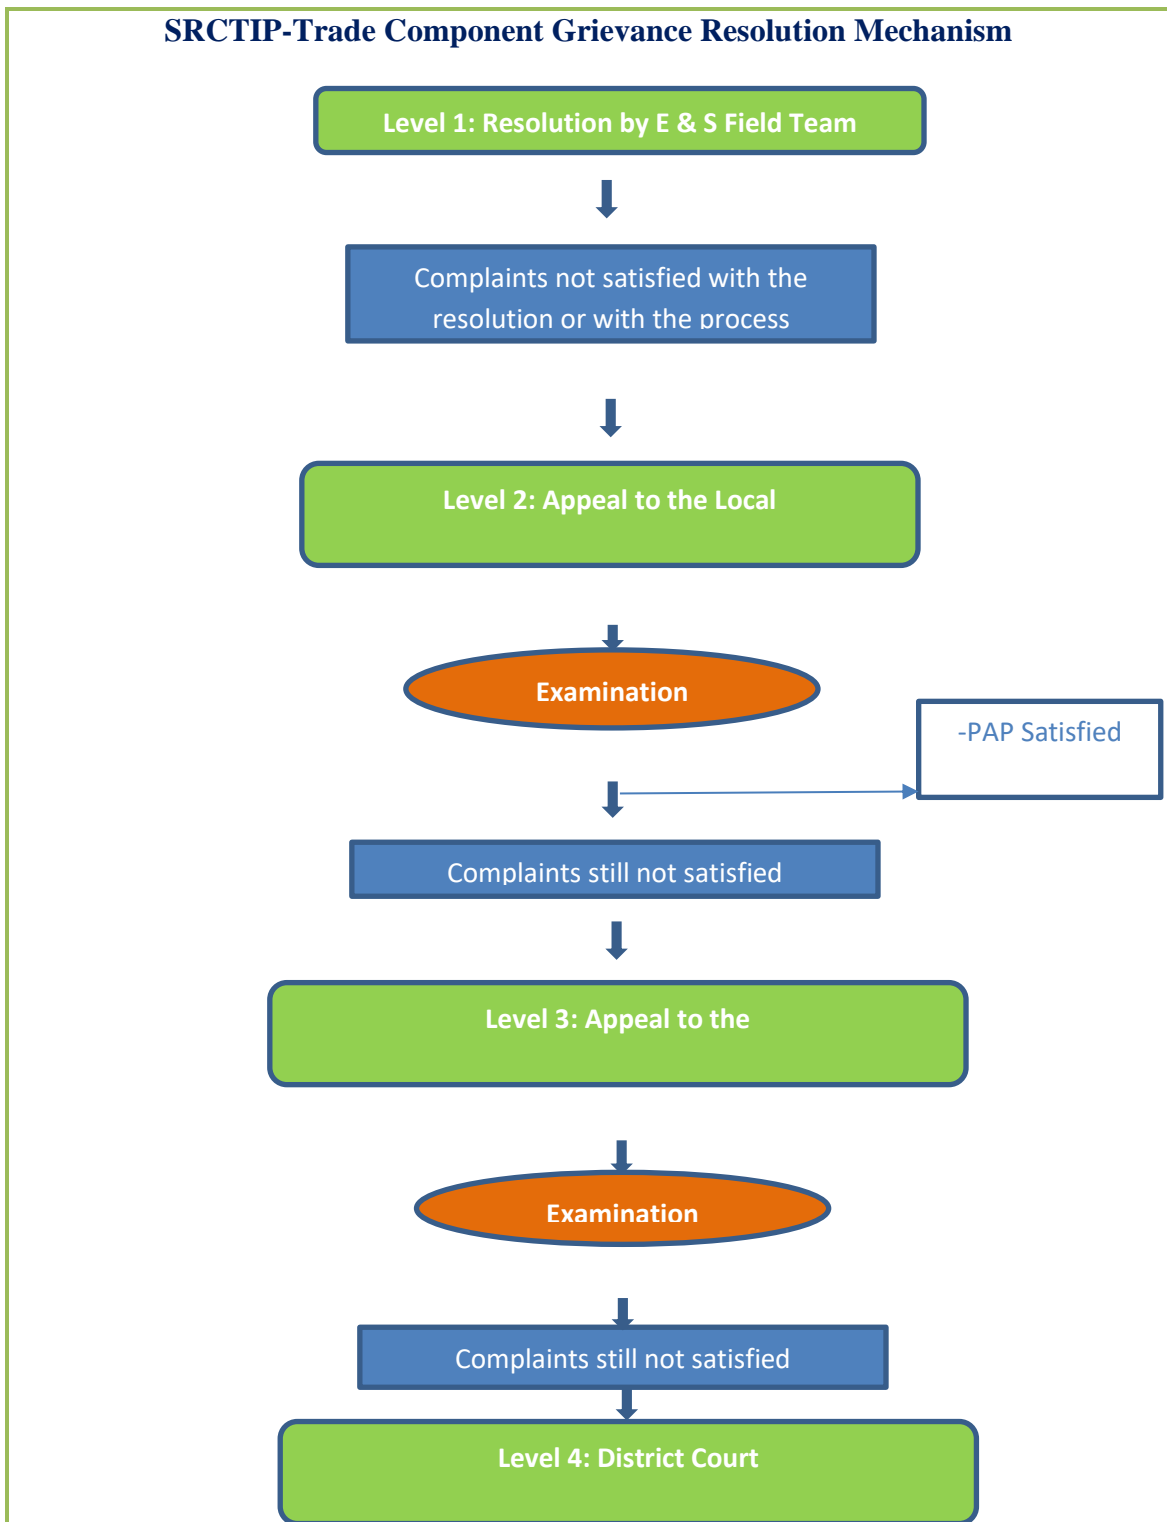 SRCTIP-Trade Component Grievance Resolution Mechanism
Level 1: Resolution by E & S Field Team
Complaints not satisfied with the
resolution or with the process
Level 2: Appeal to the Local
Examination
-PAP Satisfied
Complaints still not satisfied
Level 3: Appeal to the
Examination
Complaints still not satisfied
Level 4: District Court